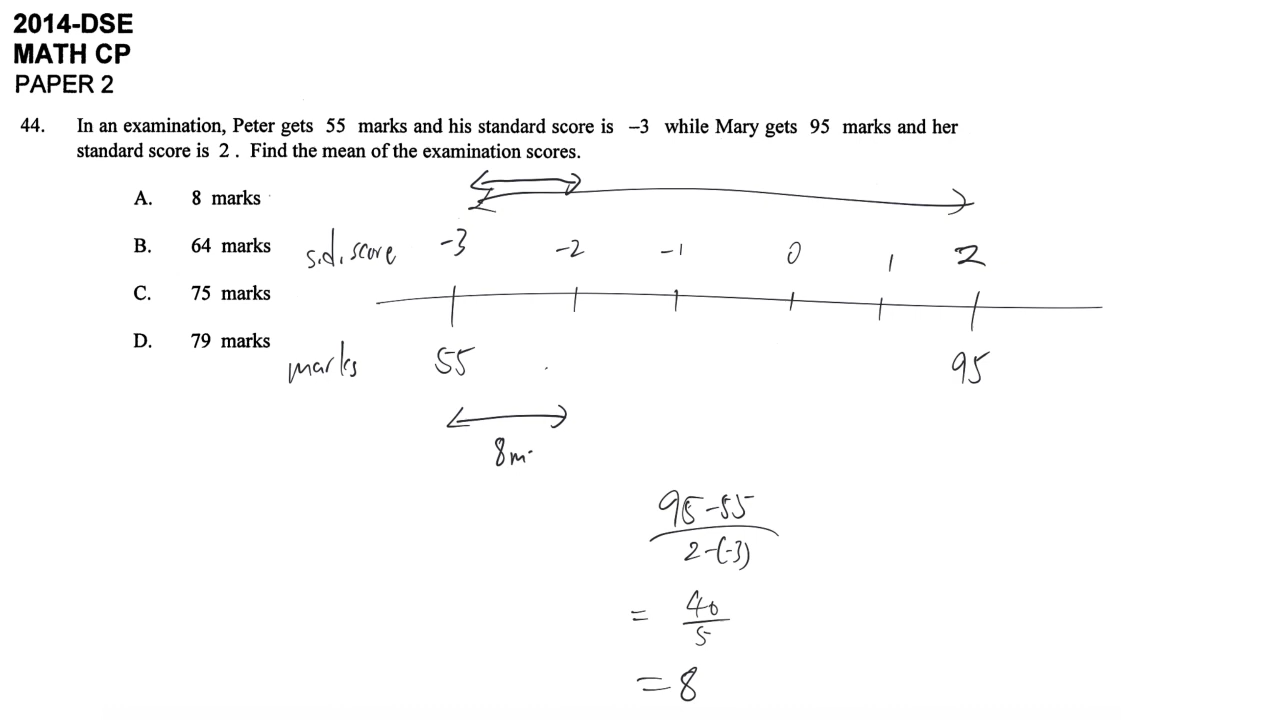 2014-DSE
MATH CP
PAPER 2
44. In an examination, Peter gets 55 marks and his standard score is −3 while Mary gets 95 marks and her
standard score is 2 . Find the mean of the examination scores.
A. 8 marks
B. 64 marks
C. 75 marks
D. 79 marks
s.d. score -3 -2 -1 0 1 2
marks 55 95
8m.
95-55
2-(-3)
= 40
5
=8